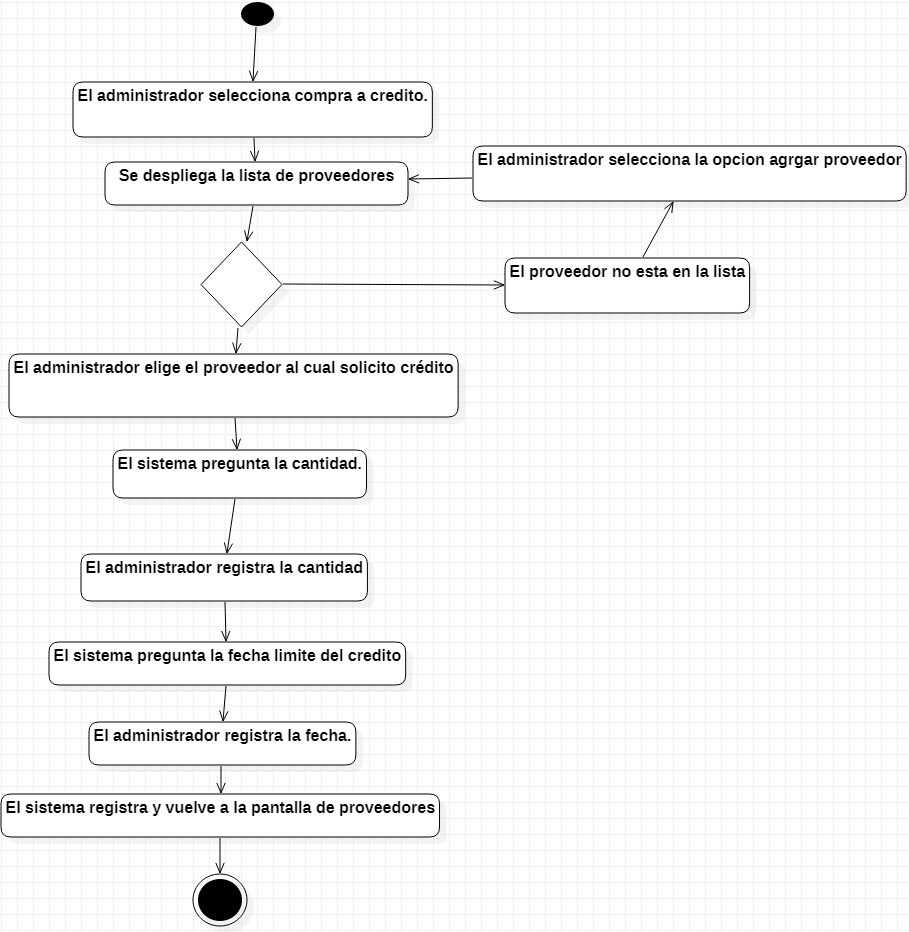 El administrador selecciona compra a credito.
El administrador selecciona la opcion agrgar proveedor
Se despliega la lista de proveedores
El proveedor no esta en la lista
El administrador elige el proveedor al cual solicito crédito
El sistema pregunta la cantidad.
El administrador registra la cantidad
El sistema pregunta la fecha limite del credito
El administrador registra la fecha.
El sistema registra y vuelve a la pantalla de proveedores